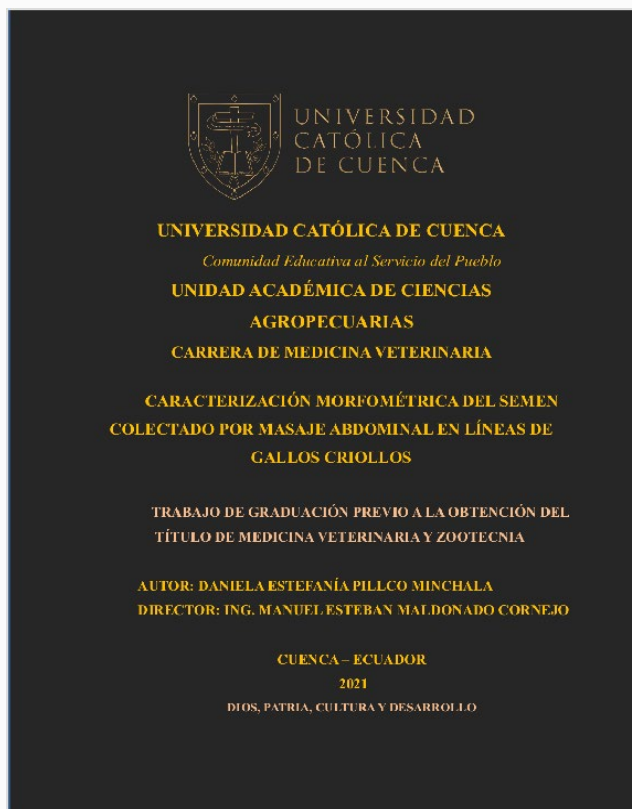 UNIVERSIDAD
CATÓLICA
DE CUENCA
UNIVERSIDAD CATÓLICA DE CUENCA
Comunidad Educativa al Servicio del Pueblo
UNIDAD ACADÉMICA DE CIENCIAS
AGROPECUARIAS
CARRERA DE MEDICINA VETERINARIA
CARACTERIZACIÓN MORFOMÉTRICA DEL SEMEN
COLECTADO POR MASAJE ABDOMINAL EN LÍNEAS DE
GALLOS CRIOLLOS
TRABAJO DE GRADUACIÓN PREVIO A LA OBTENCIÓN DEL
TÍTULO DE MEDICINA VETERINARIA Y ZOOTECNIA
AUTOR: DANIELA ESTEFANÍA PILLCO MINCHALA
DIRECTOR: ING. MANUEL ESTEBAN MALDONADO CORNEJO
CUENCA – ECUADOR
2021
DIOS, PATRIA, CULTURA Y DESARROLLO